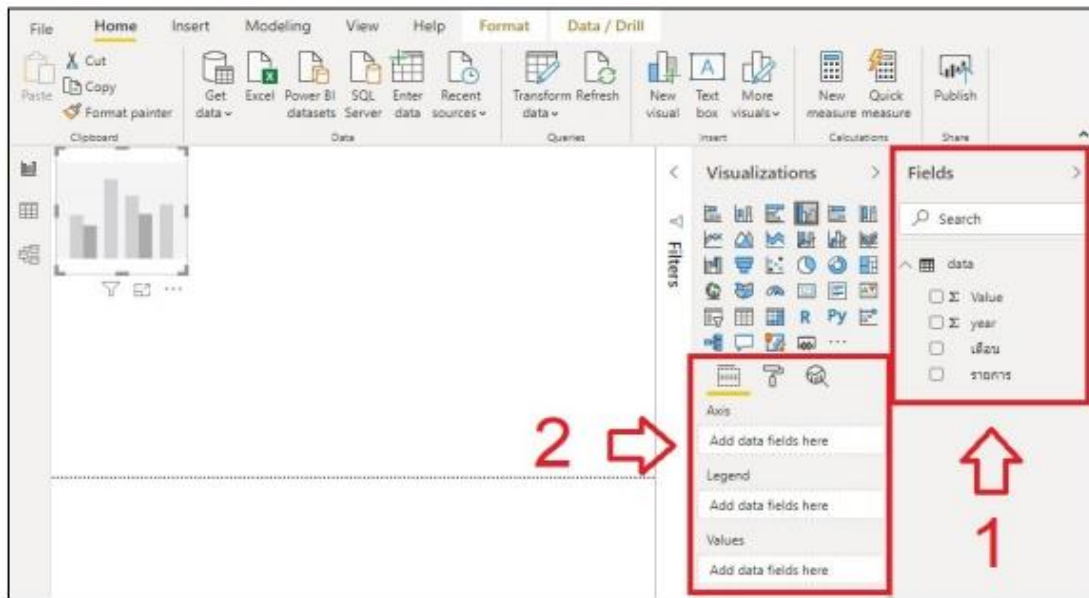 File Home Insert Modeling View Help Format Data / Drill
Paste
Cut
Copy
Format painter
Get data
Excel
Power BI datasets
SQL Server
Enter data
Recent sources
Transform data
Refresh
New visual
Text box
More visuals
New measure
Quick measure
Publish
Clipboard Data Queries Insert Calculations Share
Filters
Visualizations
R Py
Axis
Add data fields here
Legend
Add data fields here
Values
Add data fields here
Fields
Search
data
Σ Value
Σ year
เดือน
รายการ
2
1